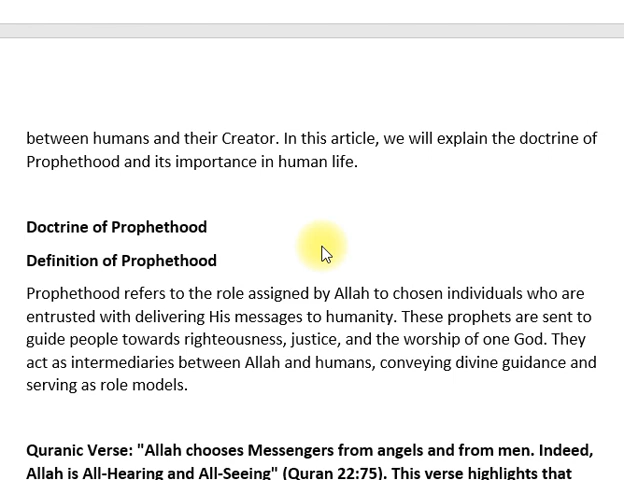 between humans and their Creator. In this article, we will explain the doctrine of
Prophethood and its importance in human life.
Doctrine of Prophethood
Definition of Prophethood
Prophethood refers to the role assigned by Allah to chosen individuals who are
entrusted with delivering His messages to humanity. These prophets are sent to
guide people towards righteousness, justice, and the worship of one God. They
act as intermediaries between Allah and humans, conveying divine guidance and
serving as role models.
Quranic Verse: "Allah chooses Messengers from angels and from men. Indeed,
Allah is All-Hearing and All-Seeing" (Quran 22:75). This verse highlights that